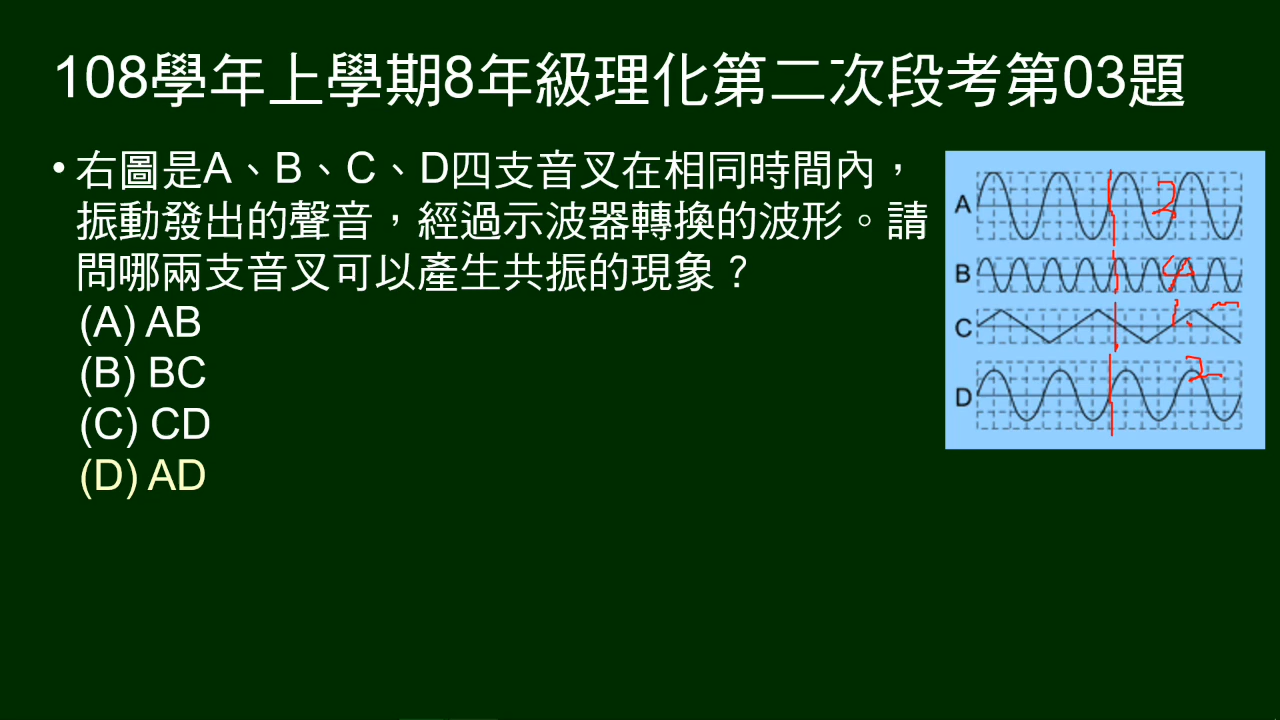 108學年上學期8年級理化第二次段考第03題
• 右圖是A、B、C、D四支音叉在相同時間內，
振動發出的聲音，經過示波器轉換的波形。請
問哪兩支音叉可以產生共振的現象？
(A) AB
(B) BC
(C) CD
(D) AD
A
2
B
4
C
1.
D
2